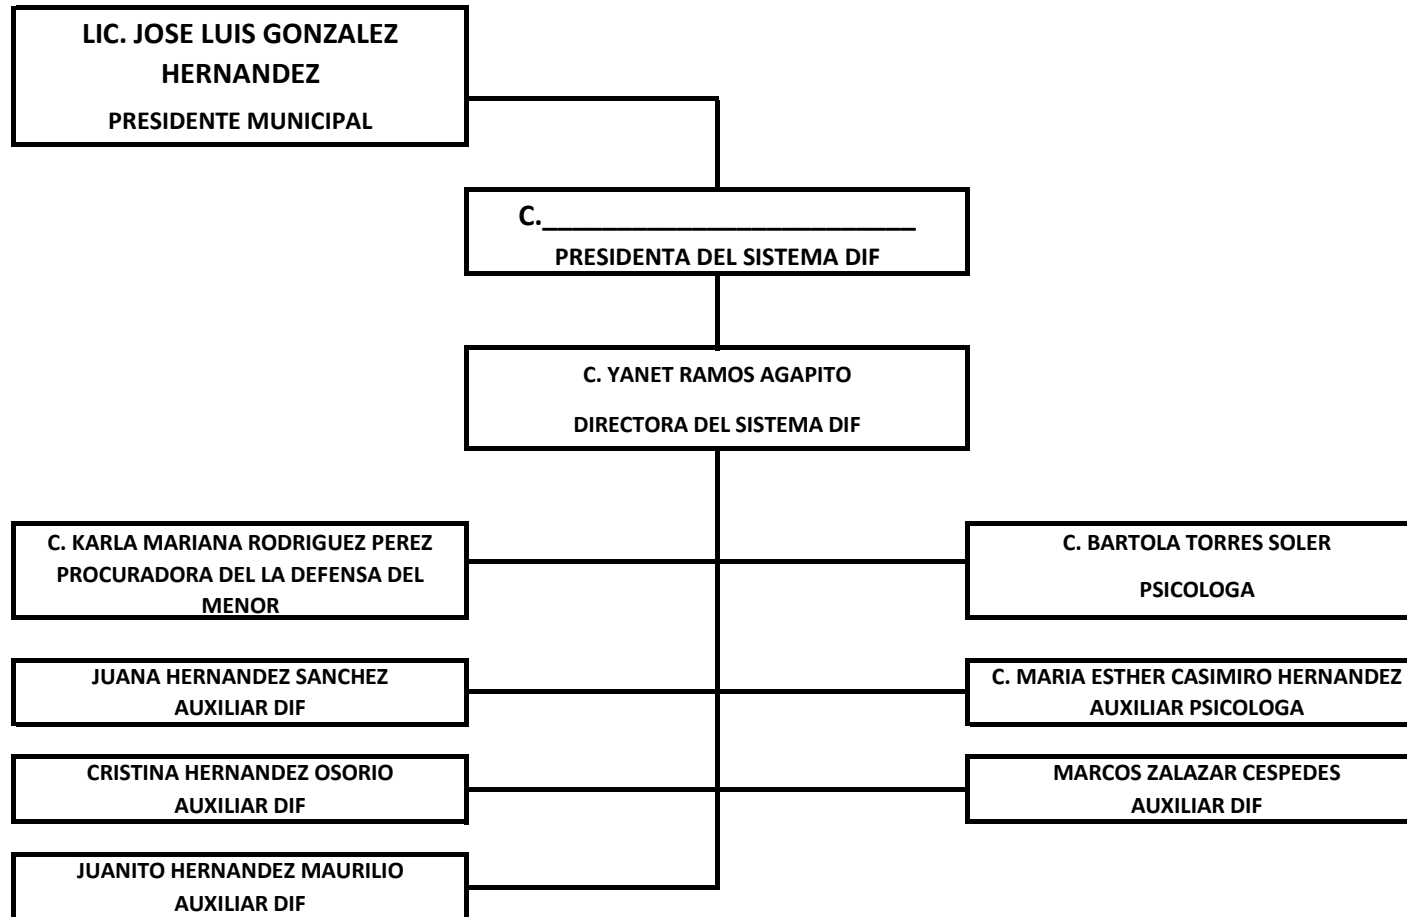 LIC. JOSE LUIS GONZALEZ
HERNANDEZ
PRESIDENTE MUNICIPAL
C.__________________________
PRESIDENTA DEL SISTEMA DIF
C. YANET RAMOS AGAPITO
DIRECTORA DEL SISTEMA DIF
C. KARLA MARIANA RODRIGUEZ PEREZ
PROCURADORA DEL LA DEFENSA DEL
MENOR
C. BARTOLA TORRES SOLER
PSICOLOGA
JUANA HERNANDEZ SANCHEZ
AUXILIAR DIF
C. MARIA ESTHER CASIMIRO HERNANDEZ
AUXILIAR PSICOLOGA
CRISTINA HERNANDEZ OSORIO
AUXILIAR DIF
MARCOS ZALAZAR CESPEDES
AUXILIAR DIF
JUANITO HERNANDEZ MAURILIO
AUXILIAR DIF